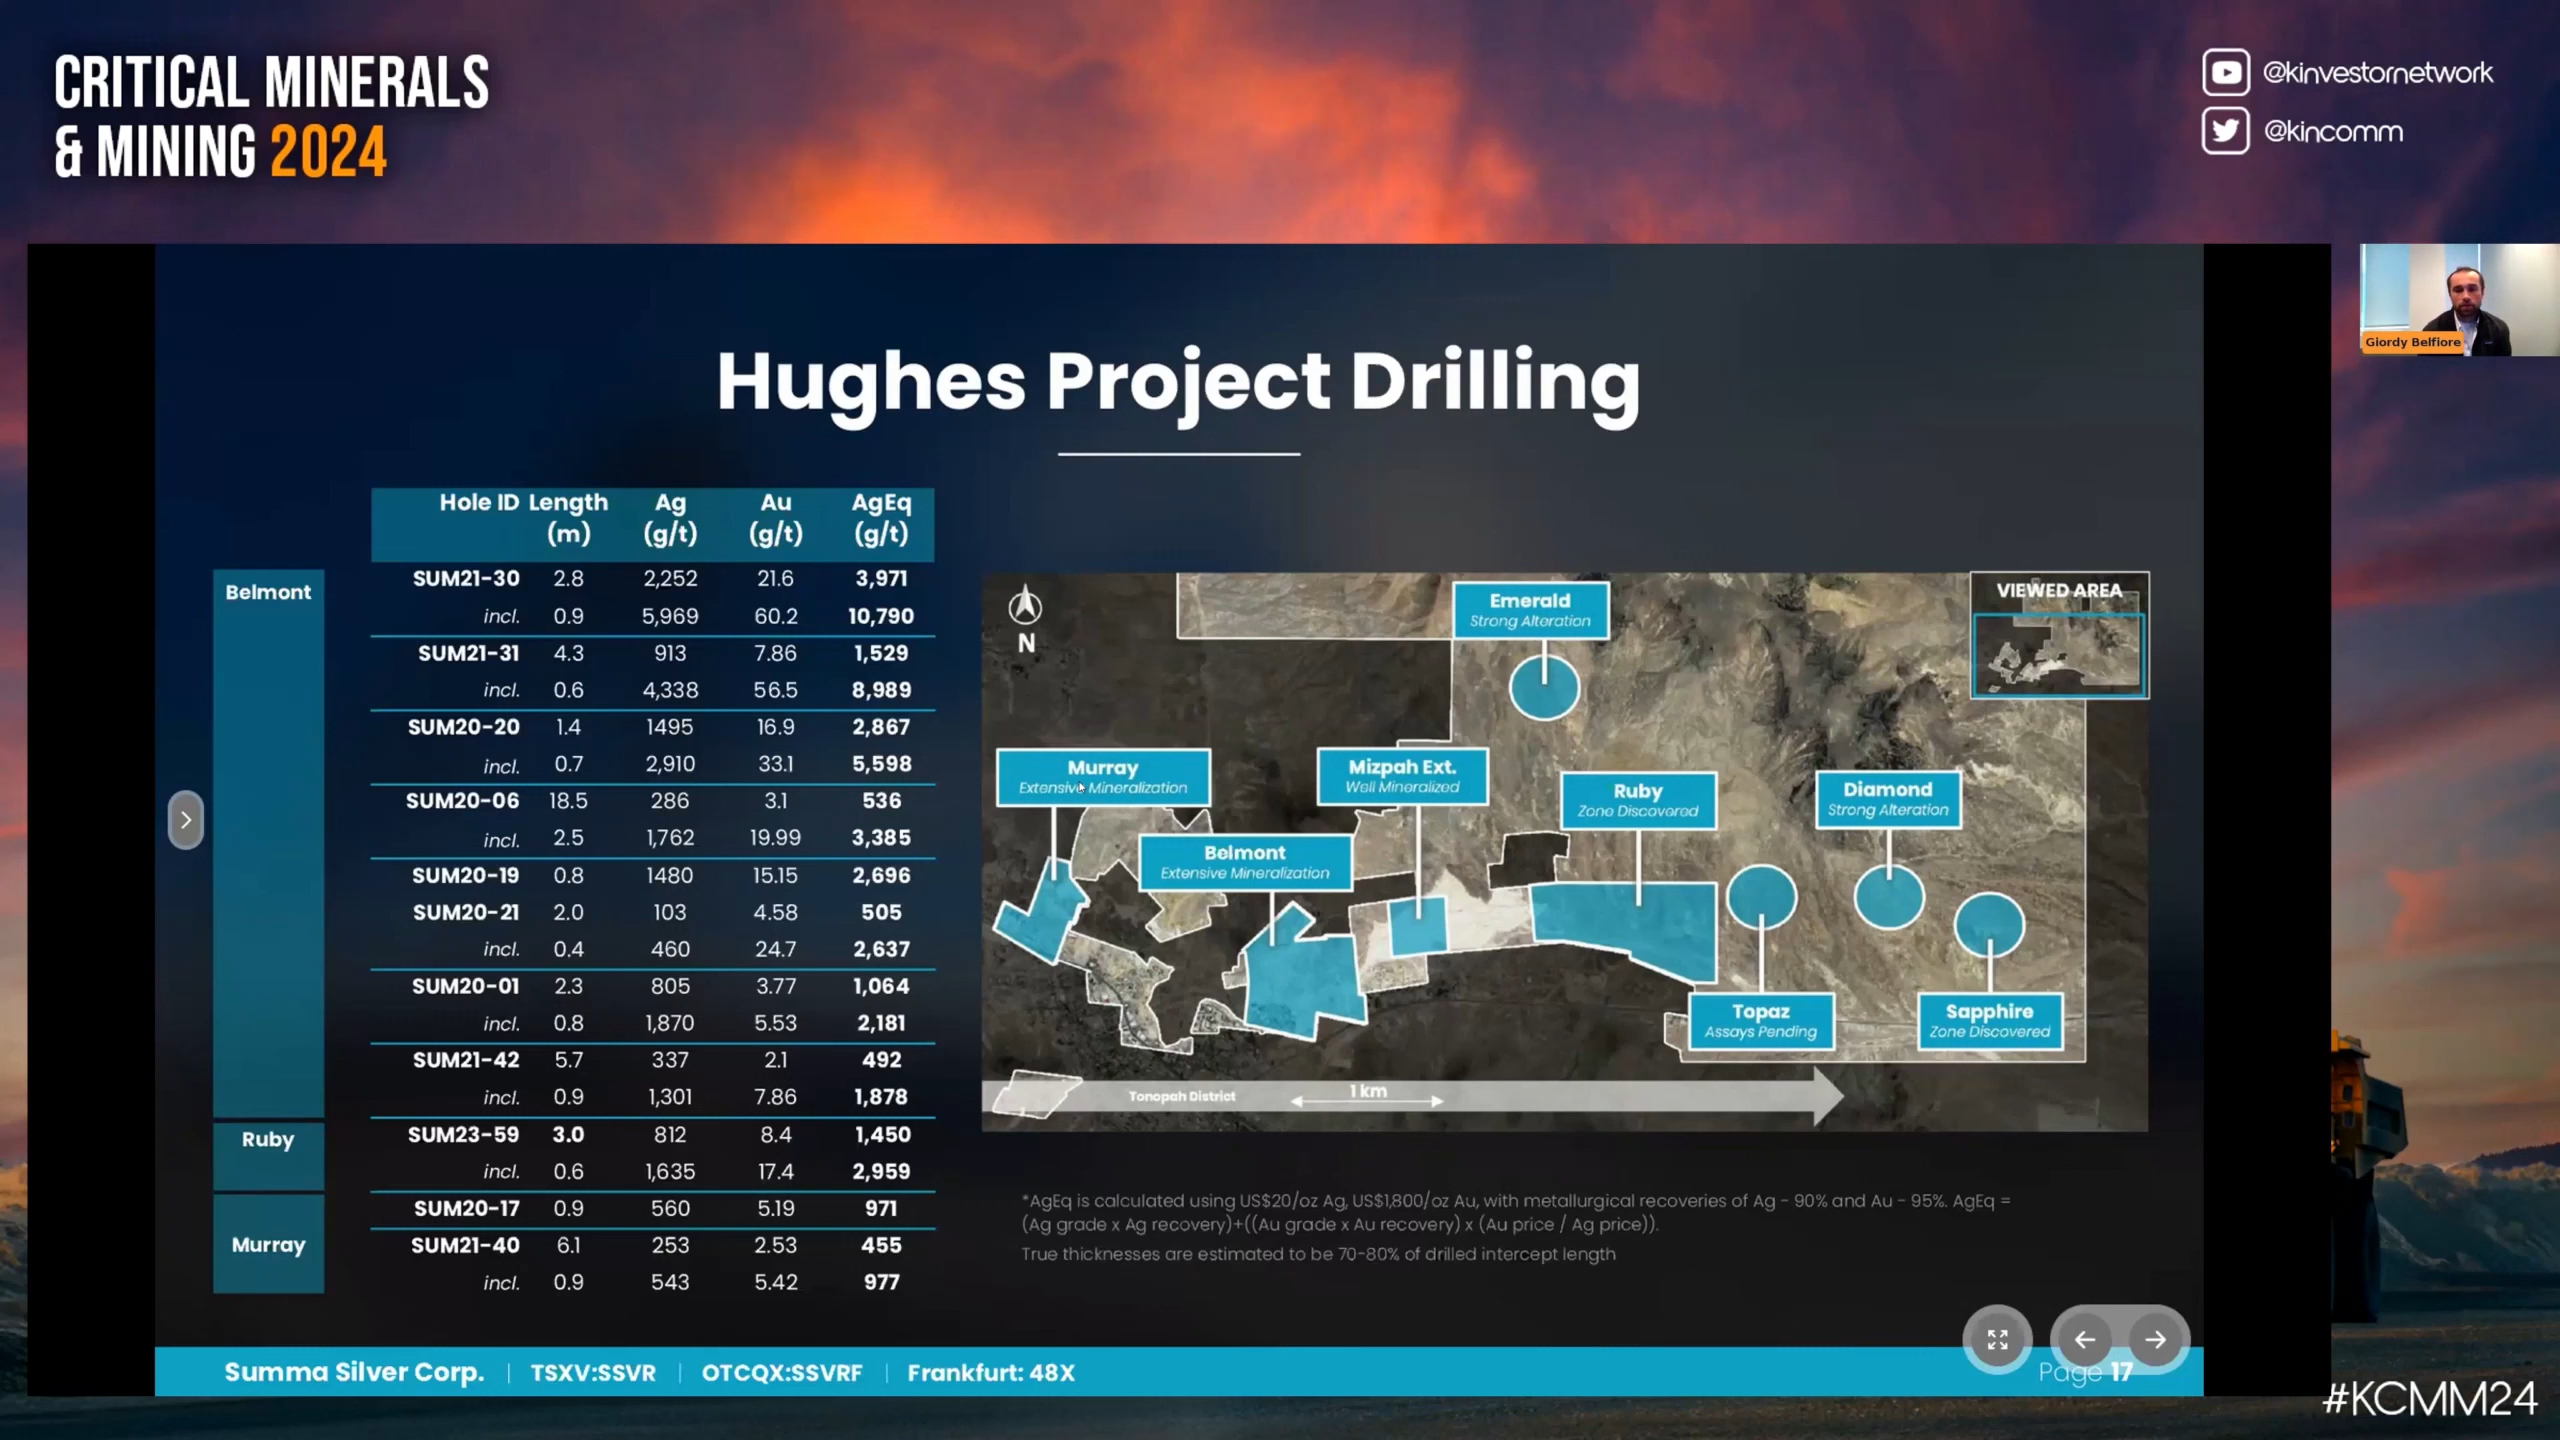 CRITICAL MINERALS
& MINING 2024
@kinvestornetwork
@kincomm
Giordy Belfiore
Hughes Project Drilling
Hole ID Length (m) Ag (g/t) Au (g/t) AgEq (g/t)
Belmont
SUM21-30 2.8 2,252 21.6 3,971
incl. 0.9 5,969 60.2 10,790
SUM21-31 4.3 913 7.86 1,529
incl. 0.6 4,338 56.5 8,989
SUM20-20 1.4 1495 16.9 2,867
incl. 0.7 2,910 33.1 5,598
SUM20-06 18.5 286 3.1 536
incl. 2.5 1,762 19.99 3,385
SUM20-19 0.8 1480 15.15 2,696
SUM20-21 2.0 103 4.58 505
incl. 0.4 460 24.7 2,637
SUM20-01 2.3 805 3.77 1,064
incl. 0.8 1,870 5.53 2,181
SUM21-42 5.7 337 2.1 492
incl. 0.9 1,301 7.86 1,878
Ruby
SUM23-59 3.0 812 8.4 1,450
incl. 0.6 1,635 17.4 2,959
Murray
SUM20-17 0.9 560 5.19 971
SUM21-40 6.1 253 2.53 455
incl. 0.9 543 5.42 977
N
VIEWED AREA
Emerald
Strong Alteration
Murray
Extensive Mineralization
Mizpah Ext.
Well Mineralized
Ruby
Zone Discovered
Diamond
Strong Alteration
Belmont
Extensive Mineralization
Topaz
Assays Pending
Sapphire
Zone Discovered
Tonopah District
1 km
*AgEq is calculated using US$20/oz Ag, US$1,800/oz Au, with metallurgical recoveries of Ag - 90% and Au - 95%. AgEq =
(Ag grade x Ag recovery)+((Au grade x Au recovery) x (Au price / Ag price)).
True thicknesses are estimated to be 70-80% of drilled intercept length
Summa Silver Corp. | TSXV:SSVR | OTCQX:SSVRF | Frankfurt: 48X
Page 17
#KCMM24